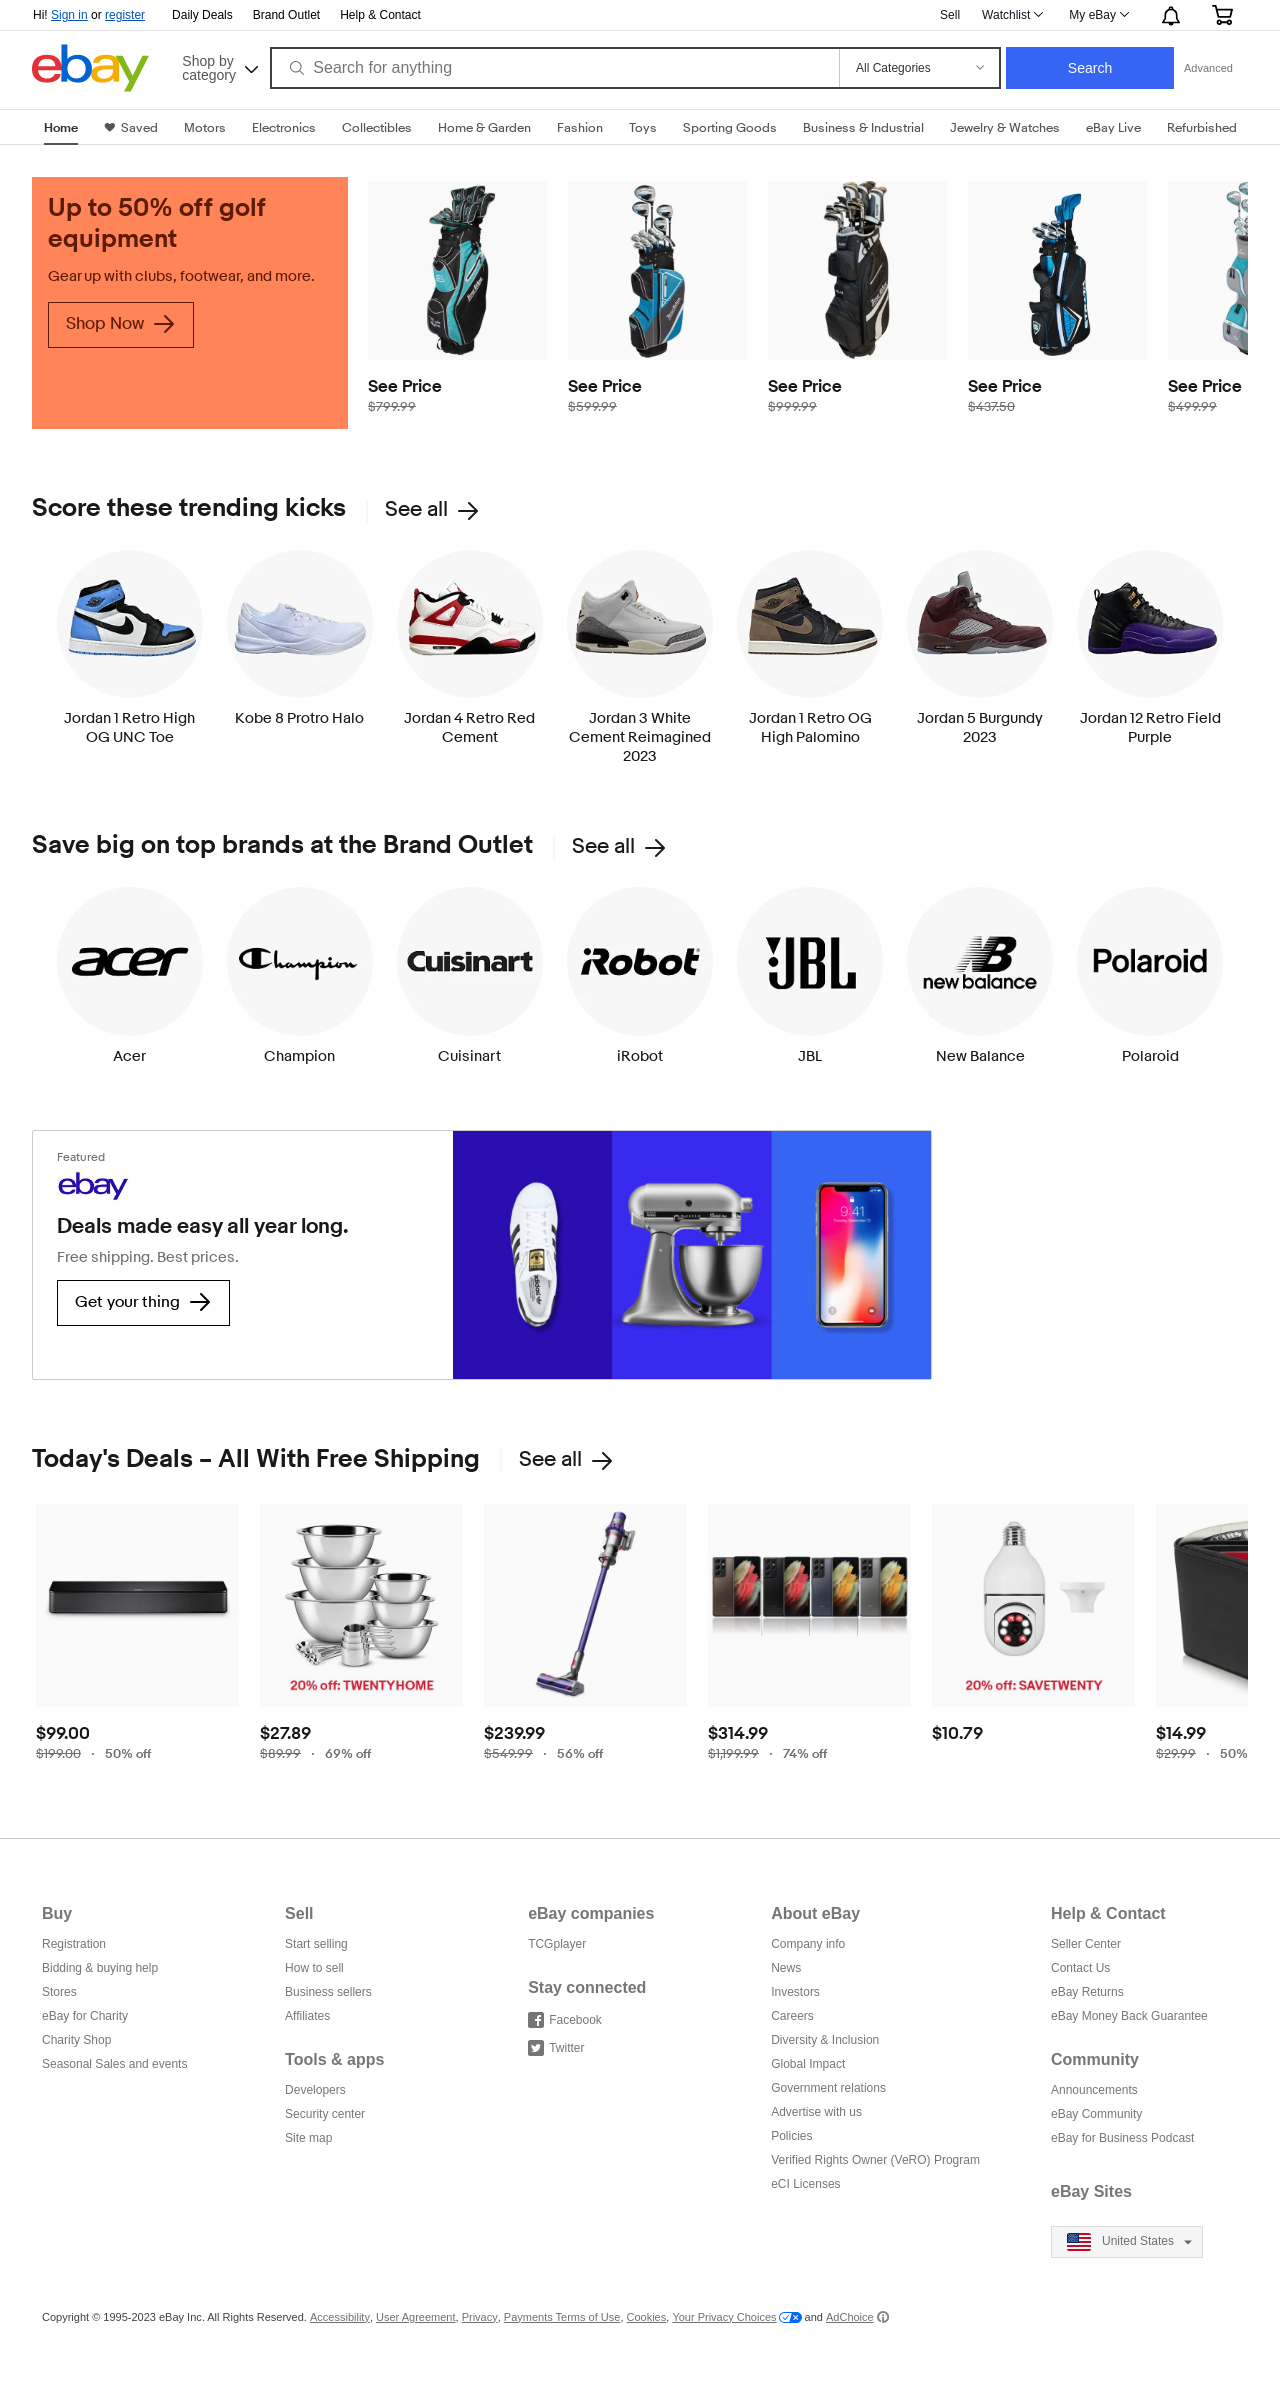 Hi! Sign in or register Daily Deals Brand Outlet Help & Contact Sell Watchlist My eBay
ebay Shop by category Search for anything All Categories Search Advanced
Home Saved Motors Electronics Collectibles Home & Garden Fashion Toys Sporting Goods Business & Industrial Jewelry & Watches eBay Live Refurbished
Up to 50% off golf
equipment
Gear up with clubs, footwear, and more.
Shop Now
See Price See Price See Price See Price See Price
$799.99 $599.99 $999.99 $437.50 $499.99
Score these trending kicks See all
Jordan 1 Retro High
OG UNC Toe
Kobe 8 Protro Halo
Jordan 4 Retro Red
Cement
Jordan 3 White
Cement Reimagined
2023
Jordan 1 Retro OG
High Palomino
Jordan 5 Burgundy
2023
Jordan 12 Retro Field
Purple
Save big on top brands at the Brand Outlet See all
acer Champion Cuisinart iRobot JBL NB new balance Polaroid
Acer Champion Cuisinart iRobot JBL New Balance Polaroid
Featured
ebay
Deals made easy all year long.
Free shipping. Best prices.
Get your thing
9:41
Today's Deals – All With Free Shipping See all
20% off: TWENTYHOME 20% off: SAVETWENTY
$99.00 $27.89 $239.99 $314.99 $10.79 $14.99
$199.00 · 50% off $89.99 · 69% off $549.99 · 56% off $1,199.99 · 74% off $29.99 · 50%
Buy
Registration
Bidding & buying help
Stores
eBay for Charity
Charity Shop
Seasonal Sales and events
Sell
Start selling
How to sell
Business sellers
Affiliates
Tools & apps
Developers
Security center
Site map
eBay companies
TCGplayer
Stay connected
Facebook
Twitter
About eBay
Company info
News
Investors
Careers
Diversity & Inclusion
Global Impact
Government relations
Advertise with us
Policies
Verified Rights Owner (VeRO) Program
eCI Licenses
Help & Contact
Seller Center
Contact Us
eBay Returns
eBay Money Back Guarantee
Community
Announcements
eBay Community
eBay for Business Podcast
eBay Sites
United States
Copyright © 1995-2023 eBay Inc. All Rights Reserved. Accessibility, User Agreement, Privacy, Payments Terms of Use, Cookies, Your Privacy Choices and AdChoice